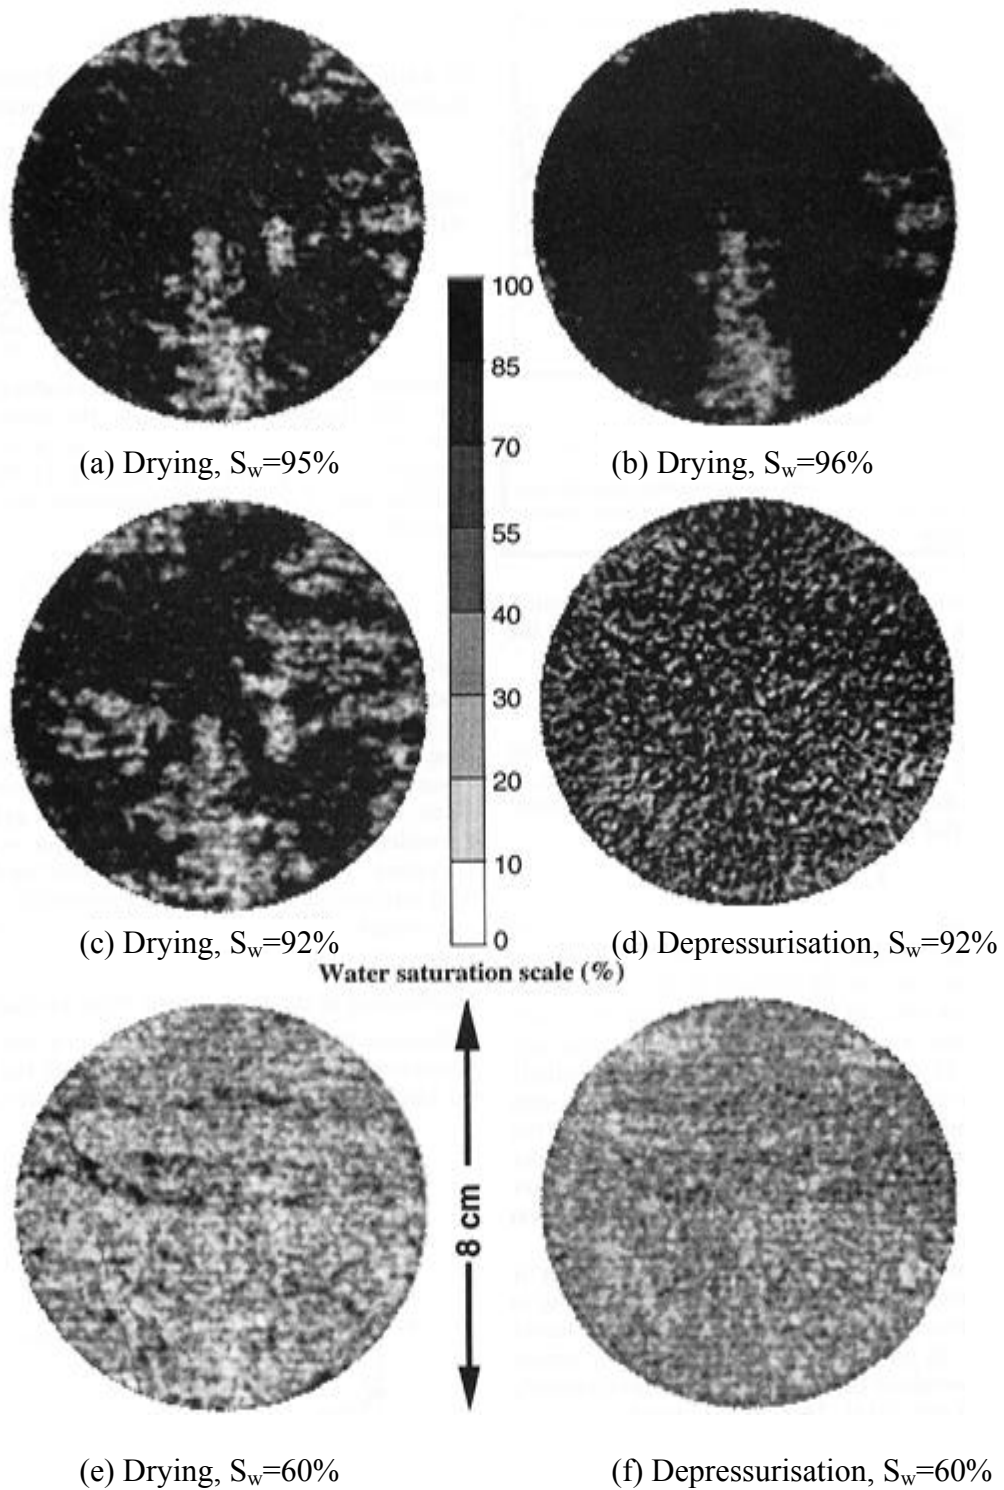 100
85
(a) Drying, Sw=95%
(b) Drying, Sw=96%
70
55
40
30
20
10
0
(c) Drying, Sw=92%
(d) Depressurisation, Sw=92%
Water saturation scale (%)
8 cm
(e) Drying, Sw=60%
(f) Depressurisation, Sw=60%